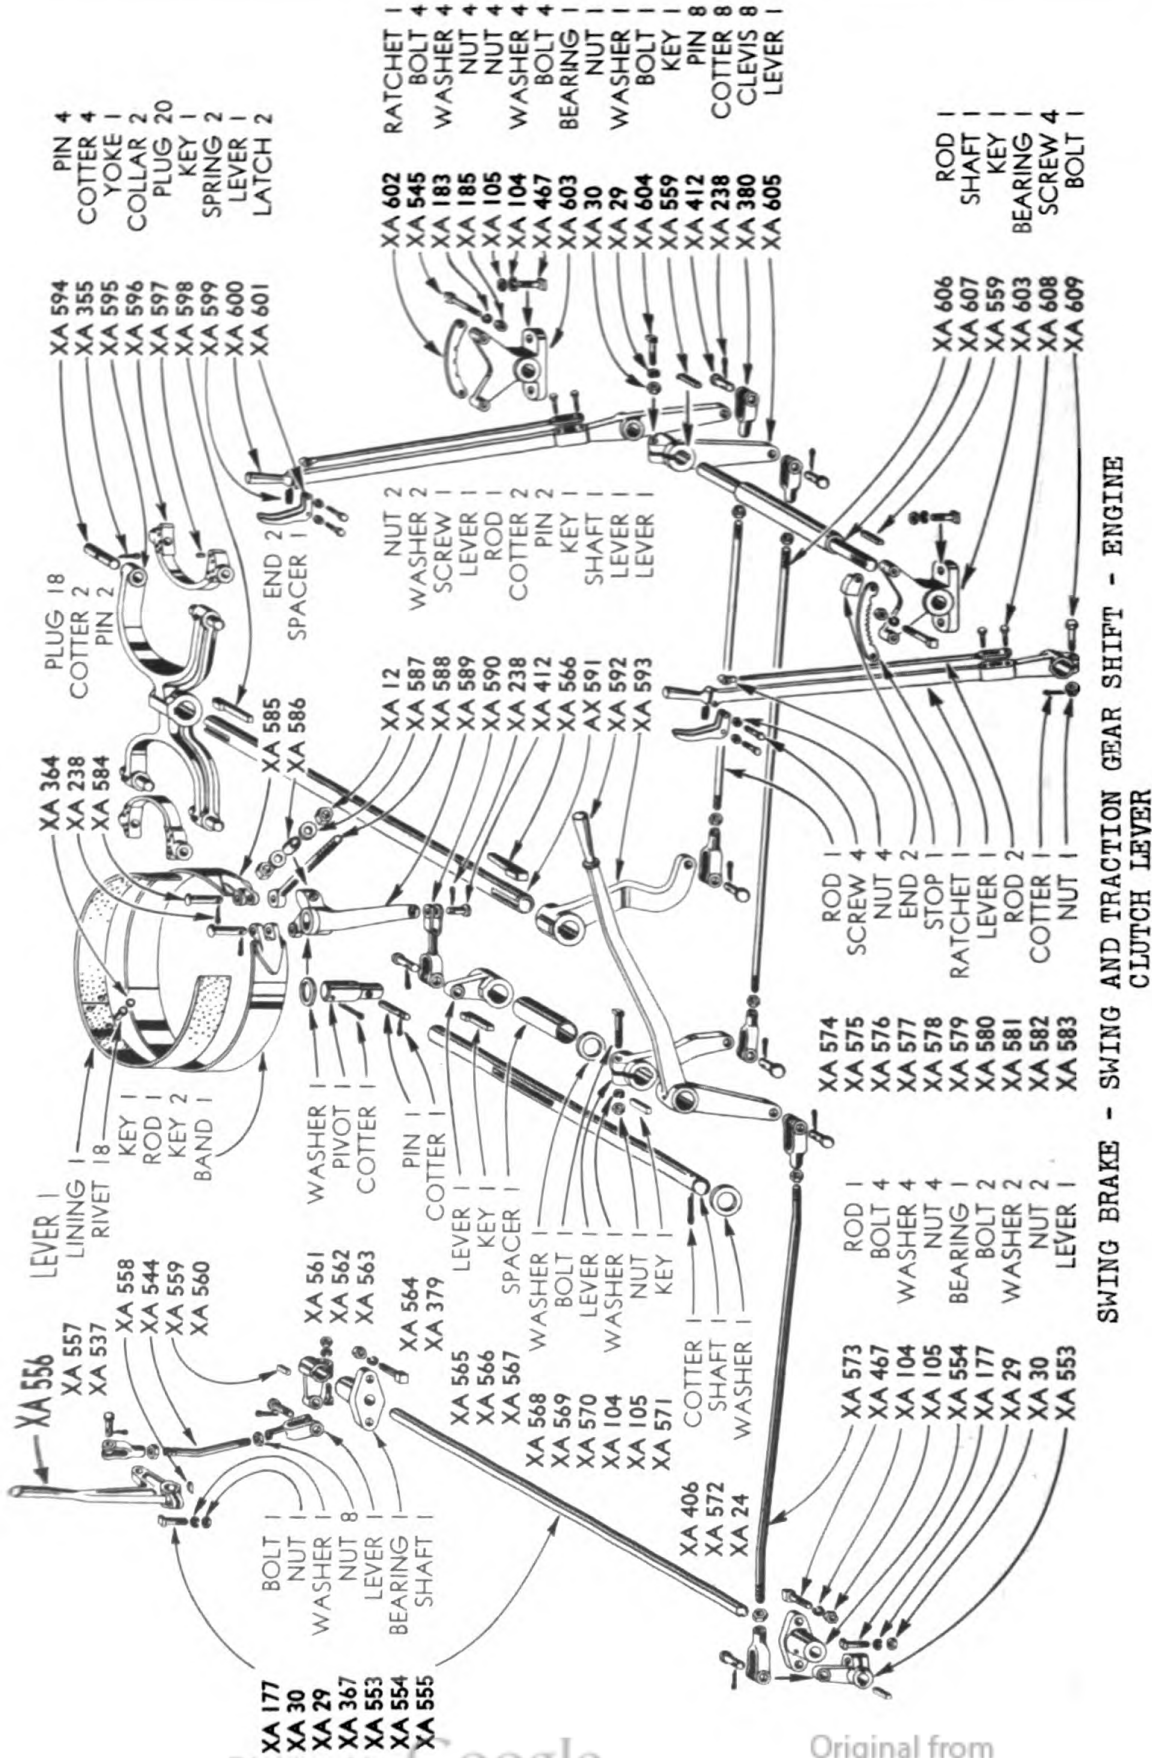 XA 177 BOLT 1
XA 30 NUT 1
XA 29 WASHER 1
XA 367 NUT 8
XA 553 LEVER 1
XA 554 BEARING 1
XA 555 SHAFT 1
XA 556 LEVER 1
XA 557 LINING 1
XA 537 RIVET 18
XA 558 KEY 1
XA 544 ROD 1
XA 559 KEY 2
XA 560 BAND 1
XA 561 WASHER 1
XA 562 PIVOT 1
XA 563 COTTER 1
XA 564 PIN 1
XA 379 COTTER 1
XA 565 LEVER 1
XA 566 KEY 1
XA 567 SPACER 1
XA 568 WASHER 1
XA 569 BOLT 1
XA 570 LEVER 1
XA 104 WASHER 1
XA 105 NUT 1
XA 571 KEY 1
XA 406 COTTER 1
XA 572 SHAFT 1
XA 24 WASHER 1
XA 573 ROD 1
XA 467 BOLT 4
XA 104 WASHER 4
XA 105 NUT 4
XA 554 BEARING 1
XA 177 BOLT 2
XA 29 WASHER 2
XA 30 NUT 2
XA 553 LEVER 1
XA 574 ROD 1
XA 575 SCREW 4
XA 576 NUT 4
XA 577 END 2
XA 578 STOP 1
XA 579 RATCHET 1
XA 580 LEVER 1
XA 581 ROD 2
XA 582 COTTER 1
XA 583 NUT 1
XA 364 PLUG 18
XA 238 COTTER 2
XA 584 PIN 2
XA 585 END 2
XA 586 SPACER 1
XA 12 NUT 2
XA 587 WASHER 2
XA 588 SCREW 1
XA 589 LEVER 1
XA 590 ROD 1
XA 238 COTTER 2
XA 412 PIN 2
XA 566 KEY 1
AX 591 SHAFT 1
XA 592 LEVER 1
XA 593 LEVER 1
XA 594 PIN 4
XA 355 COTTER 4
XA 595 YOKE 1
XA 596 COLLAR 2
XA 597 PLUG 20
XA 598 KEY 1
XA 599 SPRING 2
XA 600 LEVER 1
XA 601 LATCH 2
XA 602 RATCHET 1
XA 545 BOLT 4
XA 183 WASHER 4
XA 185 NUT 4
XA 105 NUT 4
XA 104 WASHER 4
XA 467 BOLT 4
XA 603 BEARING 1
XA 30 NUT 1
XA 29 WASHER 1
XA 604 BOLT 1
XA 559 KEY 1
XA 412 PIN 8
XA 238 COTTER 8
XA 380 CLEVIS 8
XA 605 LEVER 1
XA 606 ROD 1
XA 607 SHAFT 1
XA 559 KEY 1
XA 603 BEARING 1
XA 608 SCREW 4
XA 609 BOLT 1
SWING BRAKE - SWING AND TRACTION GEAR SHIFT - ENGINE
CLUTCH LEVER
Google
Original from